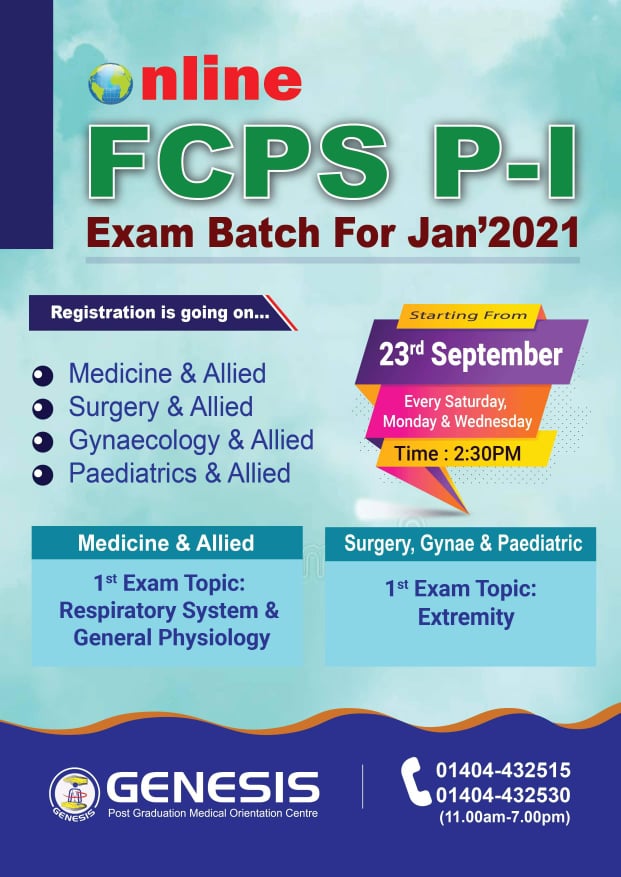 Online
FCPS P-I
Exam Batch For Jan'2021
Registration is going on...
Medicine & Allied
Surgery & Allied
Gynaecology & Allied
Paediatrics & Allied
Starting From
23rd September
Every Saturday,
Monday & Wednesday
Time : 2:30PM
Medicine & Allied
1st Exam Topic:
Respiratory System &
General Physiology
Surgery, Gynae & Paediatric
1st Exam Topic:
Extremity
GENESIS
GENESIS
Post Graduation Medical Orientation Centre
01404-432515
01404-432530
(11.00am-7.00pm)